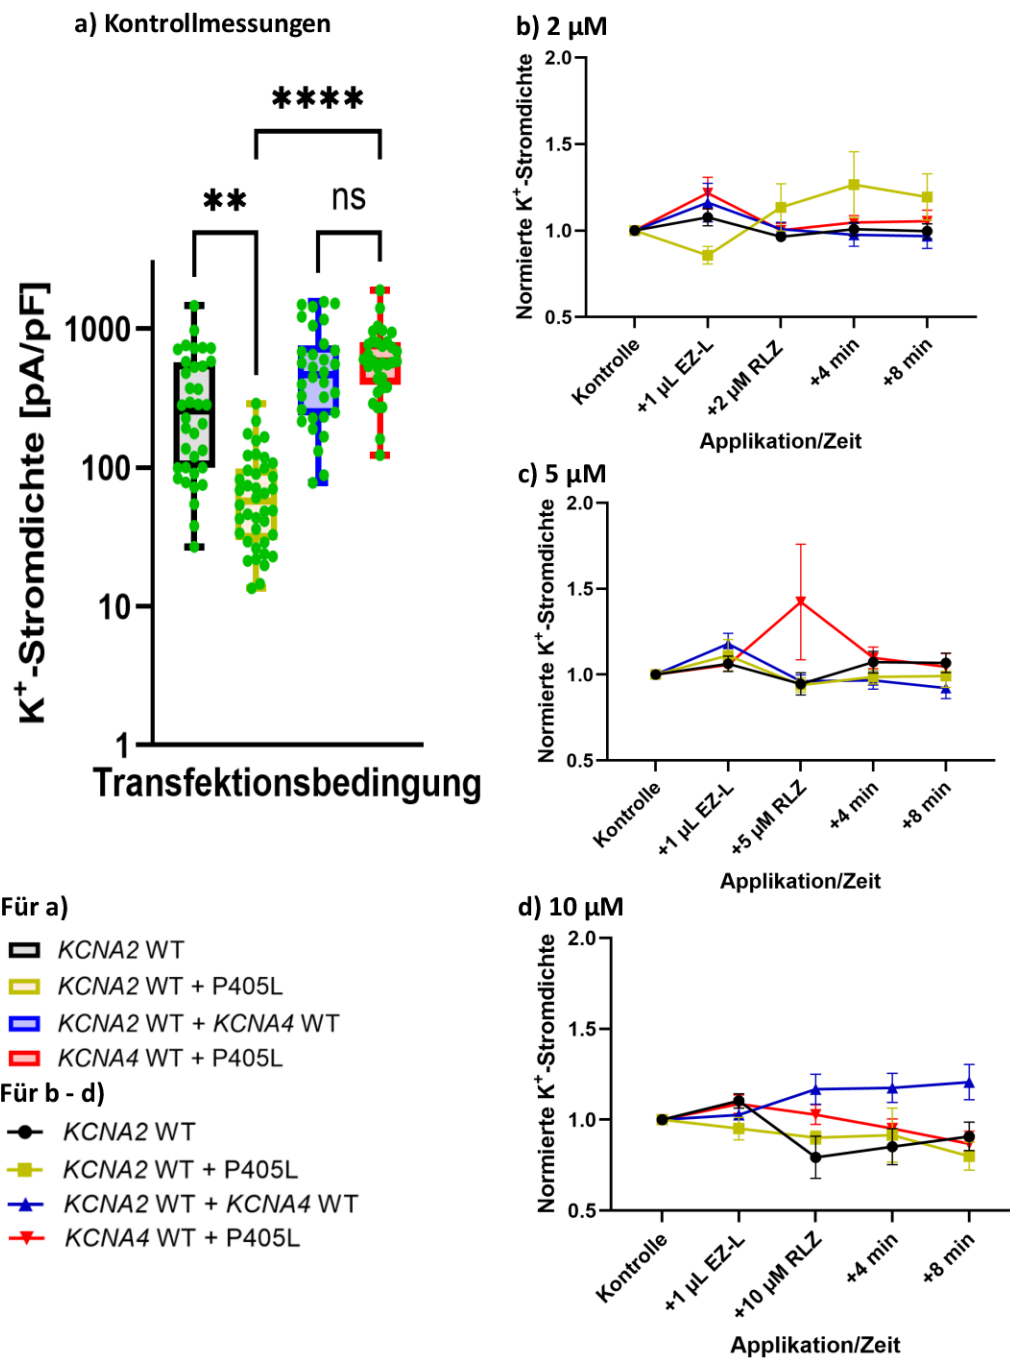 a) Kontrollmessungen
****
**
ns
K⁺-Stromdichte [pA/pF]
1000
100
10
1
Transfektionsbedingung
Für a)
KCNA2 WT
KCNA2 WT + P405L
KCNA2 WT + KCNA4 WT
KCNA4 WT + P405L
Für b - d)
KCNA2 WT
KCNA2 WT + P405L
KCNA2 WT + KCNA4 WT
KCNA4 WT + P405L
b) 2 µM
Normierte K⁺-Stromdichte
2.0
1.5
1.0
0.5
Kontrolle
+1 µL EZ-L
+2 µM RLZ
+4 min
+8 min
Applikation/Zeit
c) 5 µM
Normierte K⁺-Stromdichte
2.0
1.5
1.0
0.5
Kontrolle
+1 µL EZ-L
+5 µM RLZ
+4 min
+8 min
Applikation/Zeit
d) 10 µM
Normierte K⁺-Stromdichte
2.0
1.5
1.0
0.5
Kontrolle
+1 µL EZ-L
+10 µM RLZ
+4 min
+8 min
Applikation/Zeit